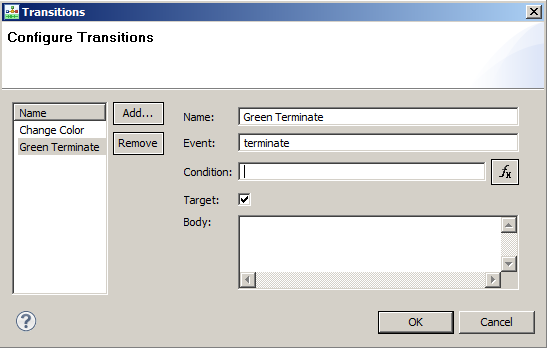 Transitions
Configure Transitions
Name
Change Color
Green Terminate
Add...
Remove
Name: Green Terminate
Event: terminate
Condition: fx
Target:
Body:
?
OK Cancel